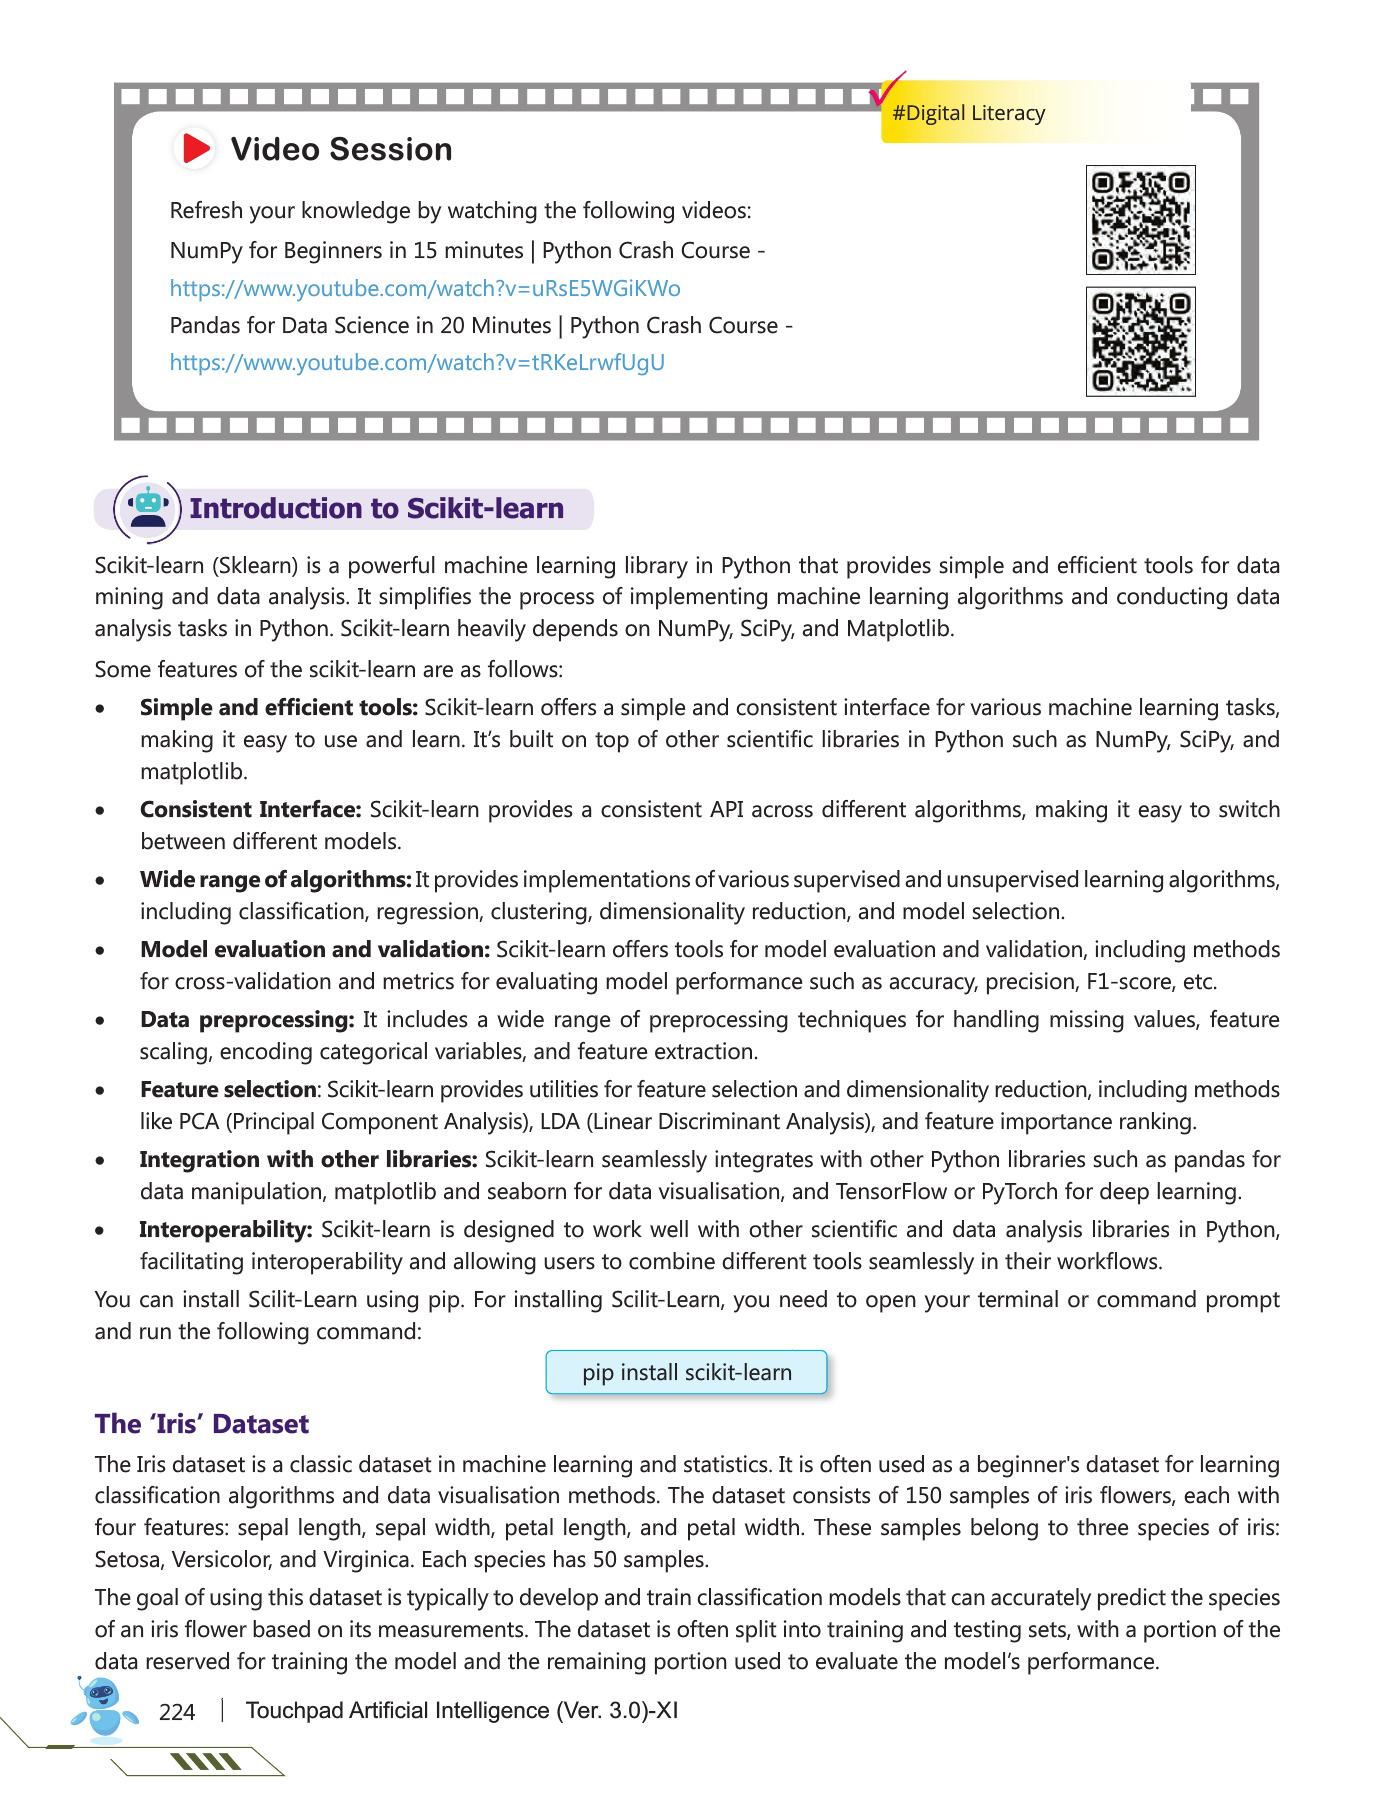 #Digital Literacy
Video Session
Refresh your knowledge by watching the following videos:
NumPy for Beginners in 15 minutes | Python Crash Course -
https://www.youtube.com/watch?v=uRsE5WGiKWo
Pandas for Data Science in 20 Minutes | Python Crash Course -
https://www.youtube.com/watch?v=tRKeLrwfUgU
Introduction to Scikit-learn
Scikit-learn (Sklearn) is a powerful machine learning library in Python that provides simple and efficient tools for data
mining and data analysis. It simplifies the process of implementing machine learning algorithms and conducting data
analysis tasks in Python. Scikit-learn heavily depends on NumPy, SciPy, and Matplotlib.
Some features of the scikit-learn are as follows:
• Simple and efficient tools: Scikit-learn offers a simple and consistent interface for various machine learning tasks,
making it easy to use and learn. It’s built on top of other scientific libraries in Python such as NumPy, SciPy, and
matplotlib.
• Consistent Interface: Scikit-learn provides a consistent API across different algorithms, making it easy to switch
between different models.
• Wide range of algorithms: It provides implementations of various supervised and unsupervised learning algorithms,
including classification, regression, clustering, dimensionality reduction, and model selection.
• Model evaluation and validation: Scikit-learn offers tools for model evaluation and validation, including methods
for cross-validation and metrics for evaluating model performance such as accuracy, precision, F1-score, etc.
• Data preprocessing: It includes a wide range of preprocessing techniques for handling missing values, feature
scaling, encoding categorical variables, and feature extraction.
• Feature selection: Scikit-learn provides utilities for feature selection and dimensionality reduction, including methods
like PCA (Principal Component Analysis), LDA (Linear Discriminant Analysis), and feature importance ranking.
• Integration with other libraries: Scikit-learn seamlessly integrates with other Python libraries such as pandas for
data manipulation, matplotlib and seaborn for data visualisation, and TensorFlow or PyTorch for deep learning.
• Interoperability: Scikit-learn is designed to work well with other scientific and data analysis libraries in Python,
facilitating interoperability and allowing users to combine different tools seamlessly in their workflows.
You can install Scilit-Learn using pip. For installing Scilit-Learn, you need to open your terminal or command prompt
and run the following command:
pip install scikit-learn
The ‘Iris’ Dataset
The Iris dataset is a classic dataset in machine learning and statistics. It is often used as a beginner's dataset for learning
classification algorithms and data visualisation methods. The dataset consists of 150 samples of iris flowers, each with
four features: sepal length, sepal width, petal length, and petal width. These samples belong to three species of iris:
Setosa, Versicolor, and Virginica. Each species has 50 samples.
The goal of using this dataset is typically to develop and train classification models that can accurately predict the species
of an iris flower based on its measurements. The dataset is often split into training and testing sets, with a portion of the
data reserved for training the model and the remaining portion used to evaluate the model’s performance.
224 | Touchpad Artificial Intelligence (Ver. 3.0)-XI